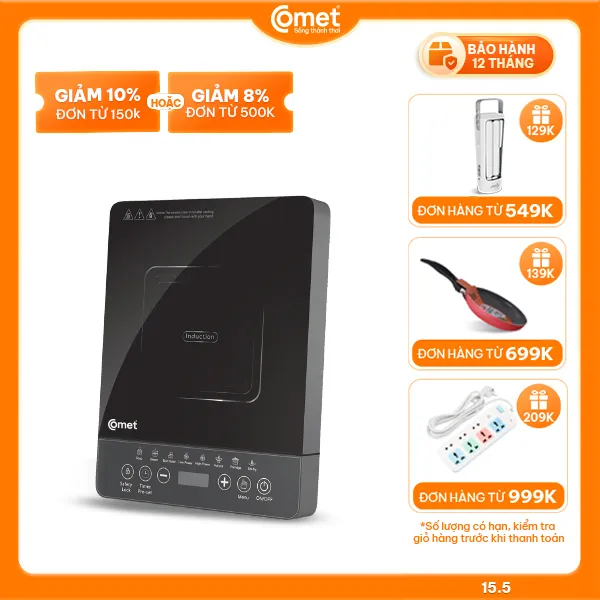 Comet
Sống thảnh thơi
BẢO HÀNH
12 THÁNG
GIẢM 10%
ĐƠN TỪ 150k
HOẶC
GIẢM 8%
ĐƠN TỪ 500K
129K
ĐƠN HÀNG TỪ 549K
139K
ĐƠN HÀNG TỪ 699K
209K
ĐƠN HÀNG TỪ 999K
*Số lượng có hạn, kiểm tra
giỏ hàng trước khi thanh toán
Induction
Comet
Safety
Lock
Timer
Pre-set
Menu
ON/OFF
15.5